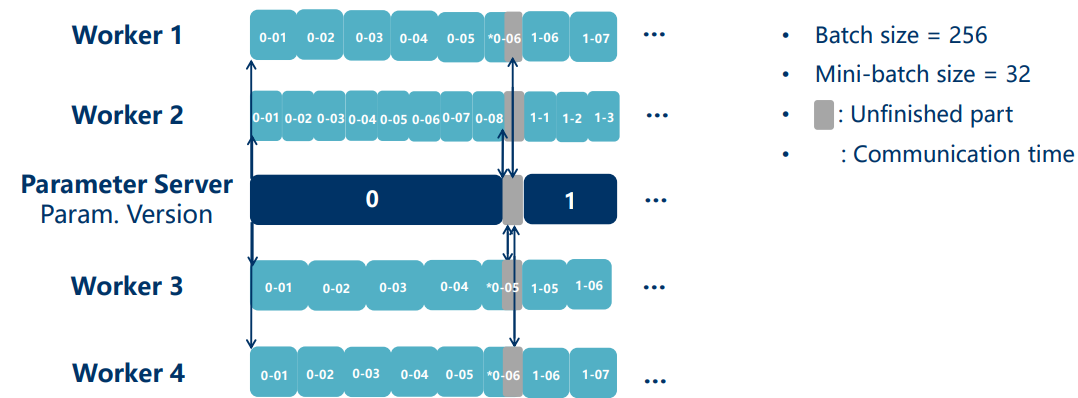 Worker 1
0-01 0-02 0-03 0-04 0-05 *0-06 1-06 1-07 ...
Worker 2
0-01 0-02 0-03 0-04 0-05 0-06 0-07 0-08 1-1 1-2 1-3 ...
Parameter Server
Param. Version
0 1 ...
Worker 3
0-01 0-02 0-03 0-04 *0-05 1-05 1-06 ...
Worker 4
0-01 0-02 0-03 0-04 0-05 *0-06 1-06 1-07 ...
• Batch size = 256
• Mini-batch size = 32
• : Unfinished part
• : Communication time